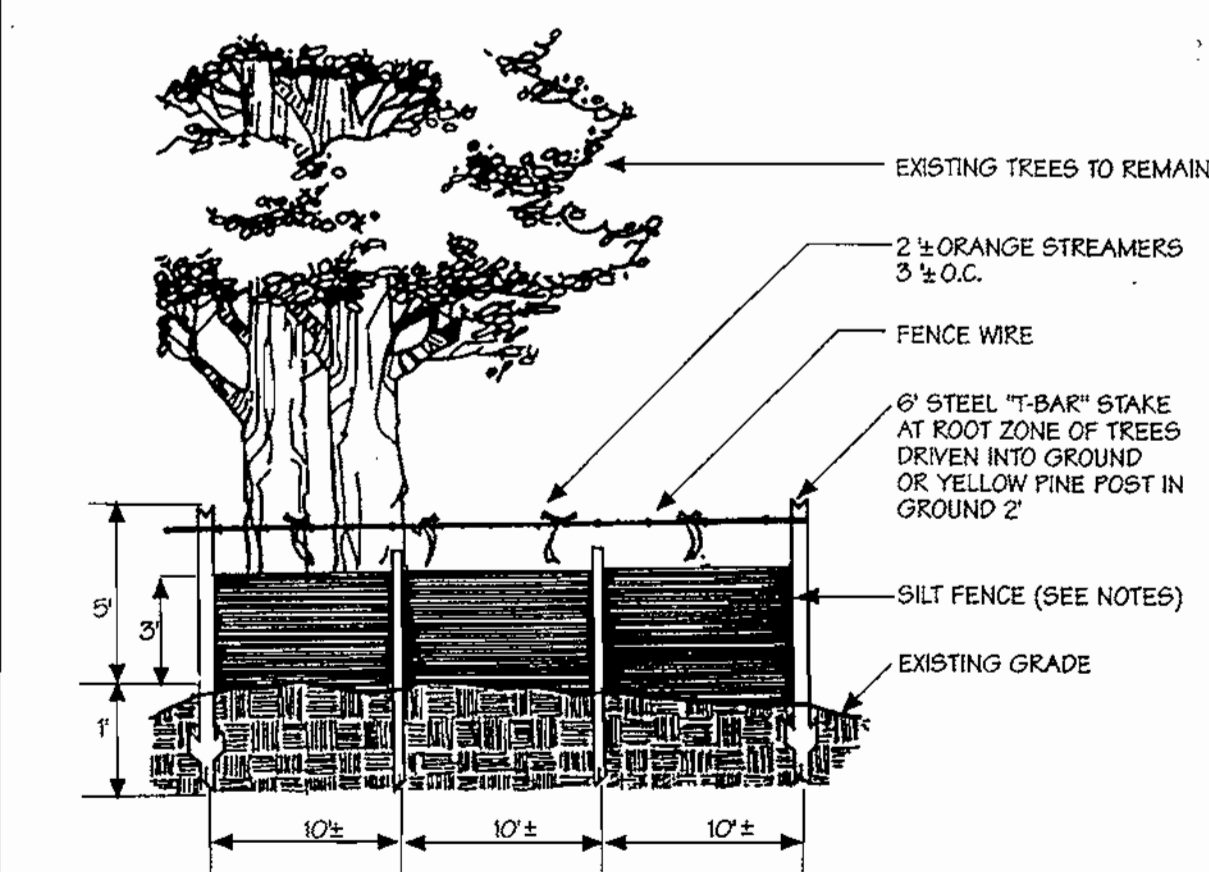 EXISTING TREES TO REMAIN
2'± ORANGE STREAMERS
3'± O.C.
FENCE WIRE
6' STEEL "T-BAR" STAKE
AT ROOT ZONE OF TREES
DRIVEN INTO GROUND
OR YELLOW PINE POST IN
GROUND 2'
SILT FENCE (SEE NOTES)
EXISTING GRADE
5'
3'
1'
10'±
10'±
10'±